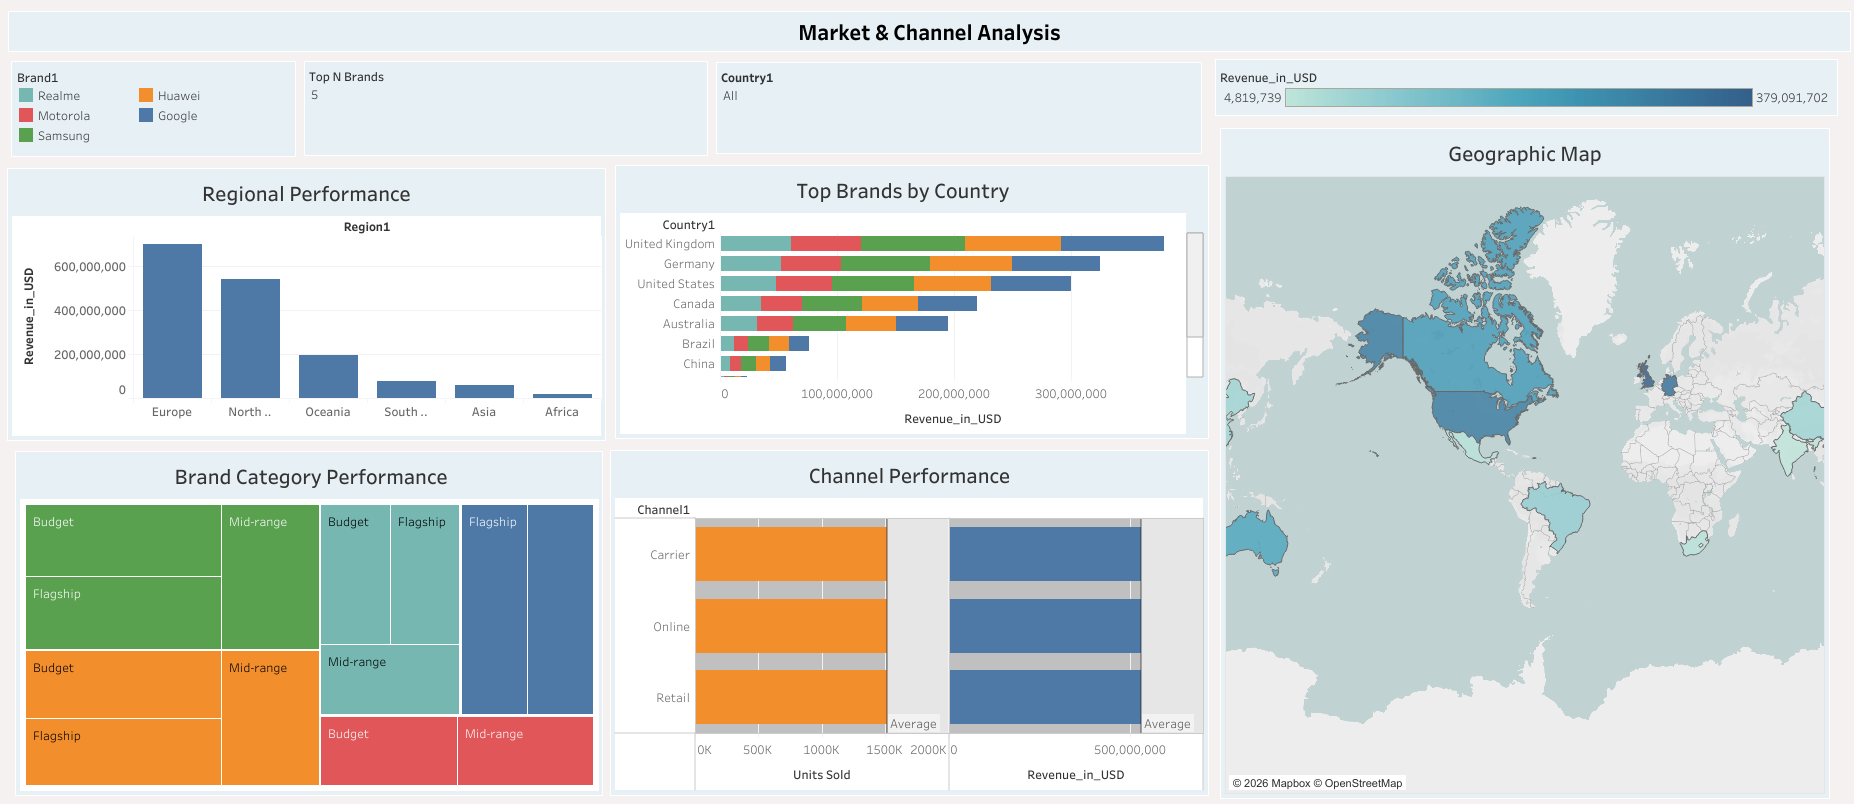 Market & Channel Analysis
Brand1
Realme
Huawei
Motorola
Google
Samsung
Top N Brands
5
Country1
All
Revenue_in_USD
4,819,739
379,091,702
Regional Performance
Region1
Revenue_in_USD
600,000,000
400,000,000
200,000,000
0
Europe
North ..
Oceania
South ..
Asia
Africa
Top Brands by Country
Country1
United Kingdom
Germany
United States
Canada
Australia
Brazil
China
0
100,000,000
200,000,000
300,000,000
Revenue_in_USD
Geographic Map
© 2026 Mapbox © OpenStreetMap
Brand Category Performance
Budget
Mid-range
Flagship
Budget
Mid-range
Flagship
Budget
Flagship
Mid-range
Flagship
Budget
Mid-range
Channel Performance
Channel1
Carrier
Online
Retail
Average
Average
0K
500K
1000K
1500K
2000K
0
500,000,000
Units Sold
Revenue_in_USD